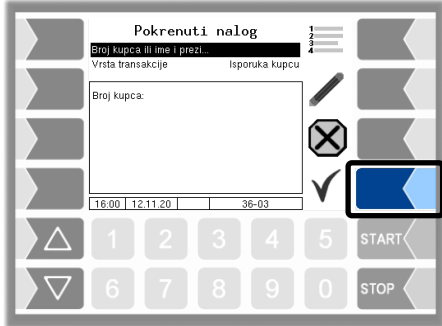 Pokrenuti nalog
1
2
3
4
Broj kupca ili ime i prezi...
Vrsta transakcije Isporuka kupcu
Broj kupca:
16:00 12.11.20 36-03
1 2 3 4 5 START
6 7 8 9 0 STOP